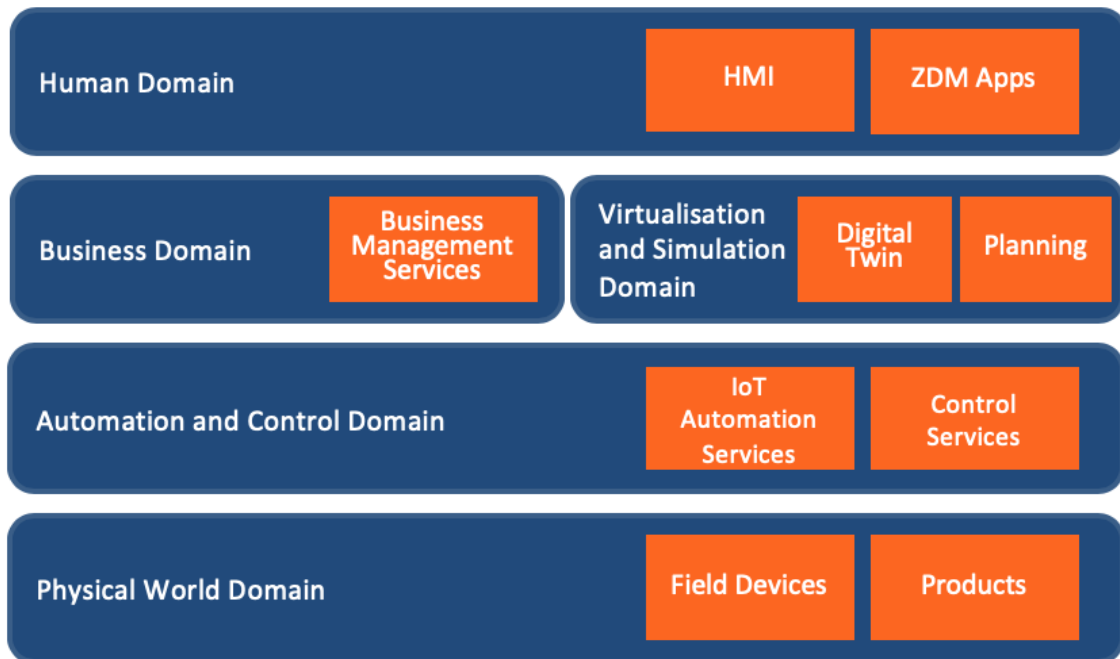 Human Domain
HMI
ZDM Apps
Business Domain
Business
Management
Services
Virtualisation
and Simulation
Domain
Digital
Twin
Planning
Automation and Control Domain
IoT
Automation
Services
Control
Services
Physical World Domain
Field Devices
Products